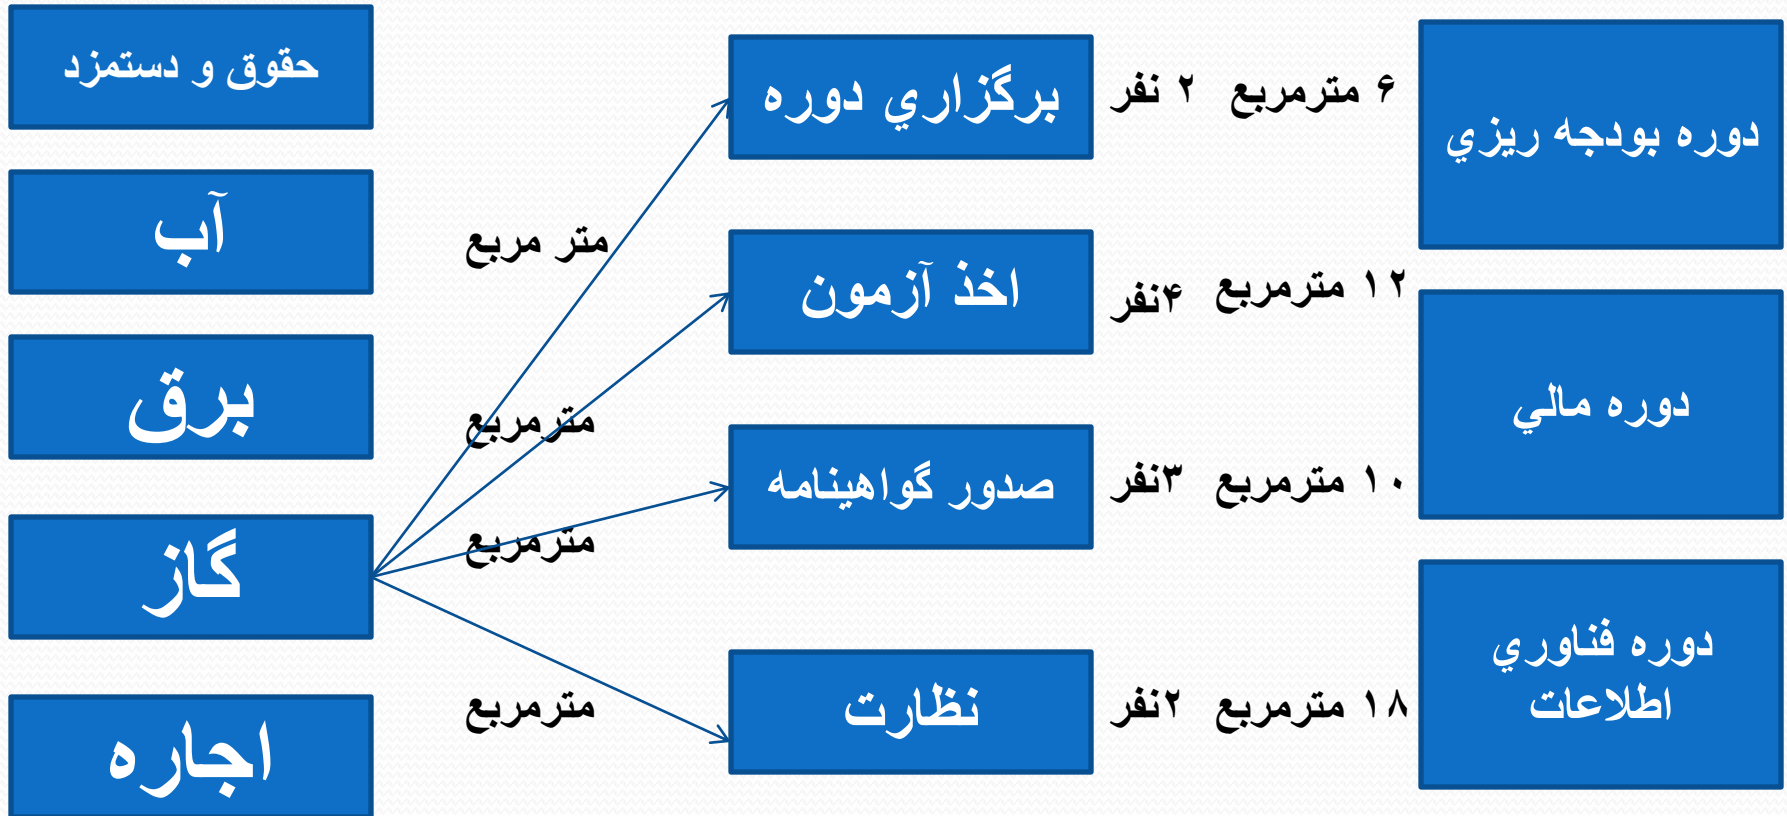 حقوق و دستمزد
آب
برق
گاز
اجاره
متر مربع
مترمربع
مترمربع
مترمربع
برگزاري دوره
۲ نفر
۶ مترمربع
اخذ آزمون
۴نفر
۱۲ مترمربع
صدور گواهينامه
۳نفر
۱۰ مترمربع
نظارت
۲نفر
۱۸ مترمربع
دوره بودجه ريزي
دوره مالي
دوره فناوري
اطلاعات